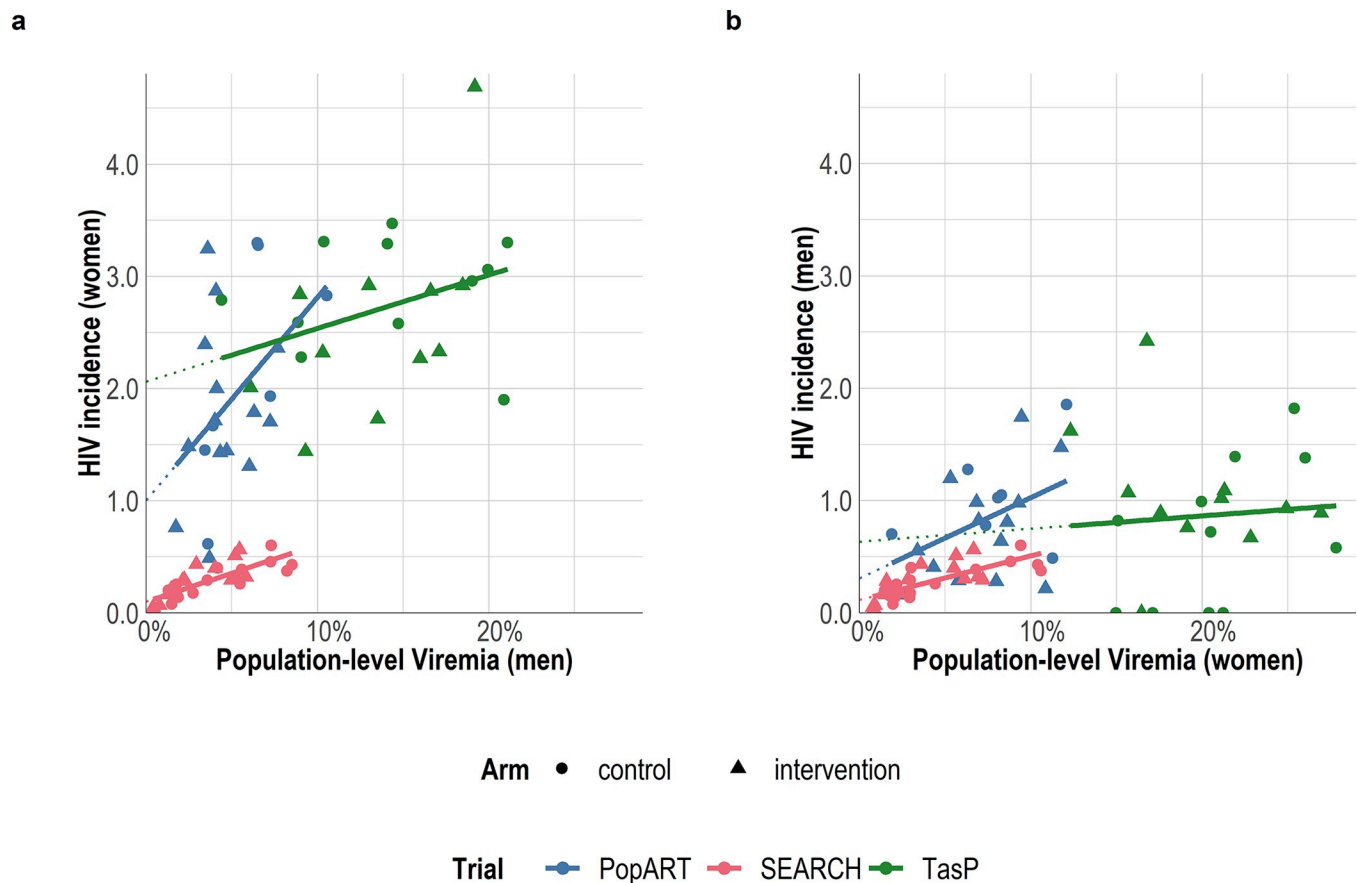 a
b
4.0
3.0
2.0
1.0
0.0
HIV incidence (women)
0%
10%
20%
Population-level Viremia (men)
4.0
3.0
2.0
1.0
0.0
HIV incidence (men)
0%
10%
20%
Population-level Viremia (women)
Arm control intervention
Trial PopART SEARCH TasP